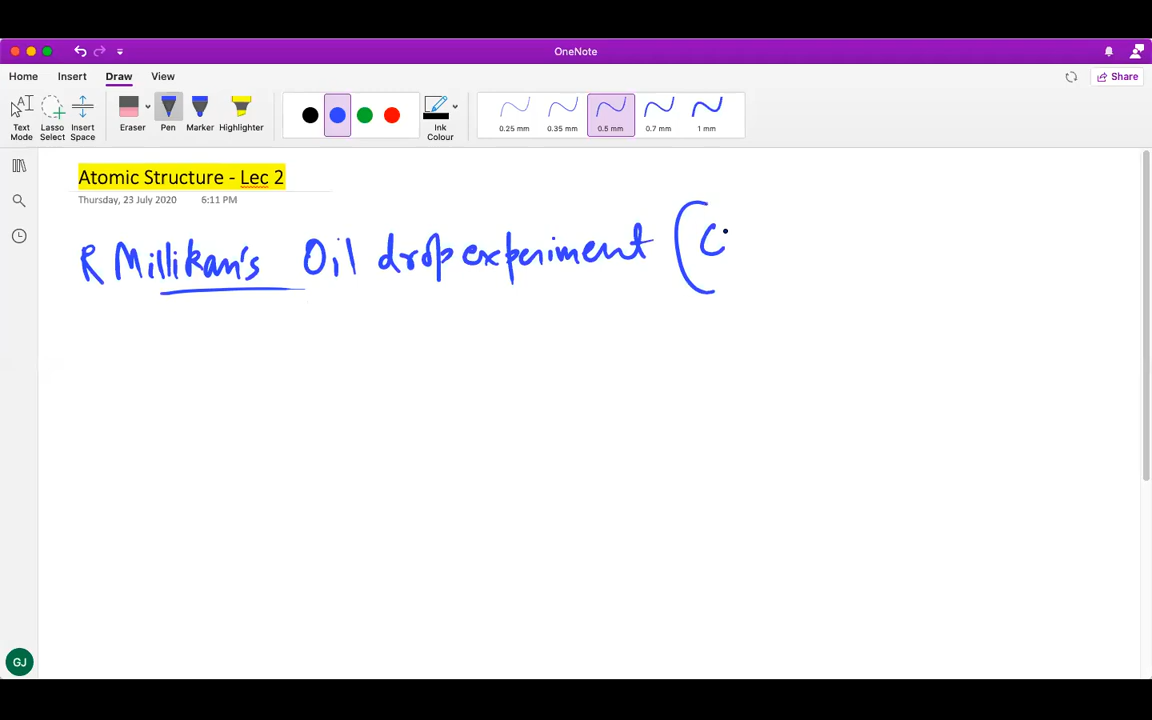 OneNote
Home Insert Draw View
Share
Text Mode
Lasso Select
Insert Space
Eraser
Pen
Marker
Highlighter
Ink Colour
0.25 mm
0.35 mm
0.5 mm
0.7 mm
1 mm
Atomic Structure - Lec 2
Thursday, 23 July 2020 6:11 PM
R Millikan's Oil drop experiment (C
GJ